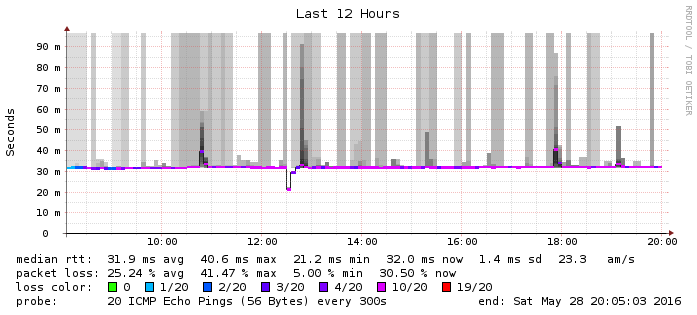 Last 12 Hours
RRDTOOL / TOBI OETIKER
Seconds
90 m
80 m
70 m
60 m
50 m
40 m
30 m
20 m
10 m
0
10:00 12:00 14:00 16:00 18:00 20:00
median rtt: 31.9 ms avg 40.6 ms max 21.2 ms min 32.0 ms now 1.4 ms sd 23.3 am/s
packet loss: 25.24 % avg 41.47 % max 5.00 % min 30.50 % now
loss color: 0 1/20 2/20 3/20 4/20 10/20 19/20
probe: 20 ICMP Echo Pings (56 Bytes) every 300s end: Sat May 28 20:05:03 2016